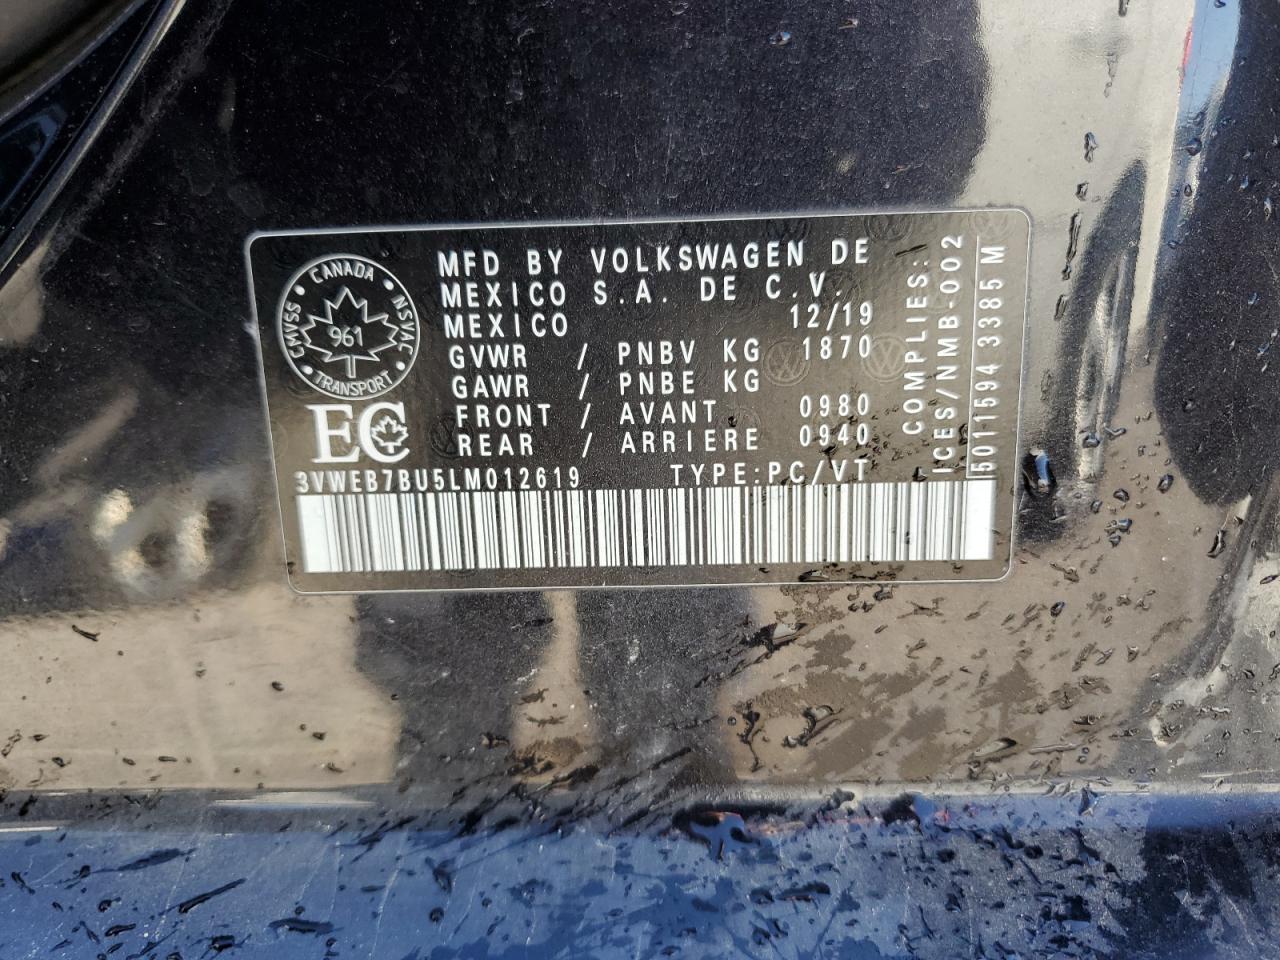 CANADA
CMVSS NSVAC
961
TRANSPORT
EC
MFD BY VOLKSWAGEN DE
MEXICO S.A. DE C.V.
MEXICO 12/19
GVWR / PNBV KG 1870
GAWR / PNBE KG
FRONT / AVANT 0980
REAR / ARRIERE 0940
3VWEB7BU5LM012619 TYPE:PC/VT
COMPLIES:
ICES/NMB-002
5011594 3385 M